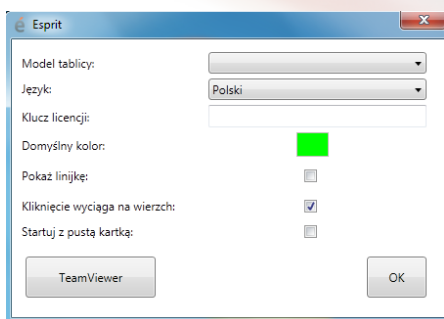 Esprit
Model tablicy:
Język: Polski
Klucz licencji:
Domyślny kolor:
Pokaż linijkę:
Kliknięcie wyciąga na wierzch:
Startuj z pustą kartką:
TeamViewer OK